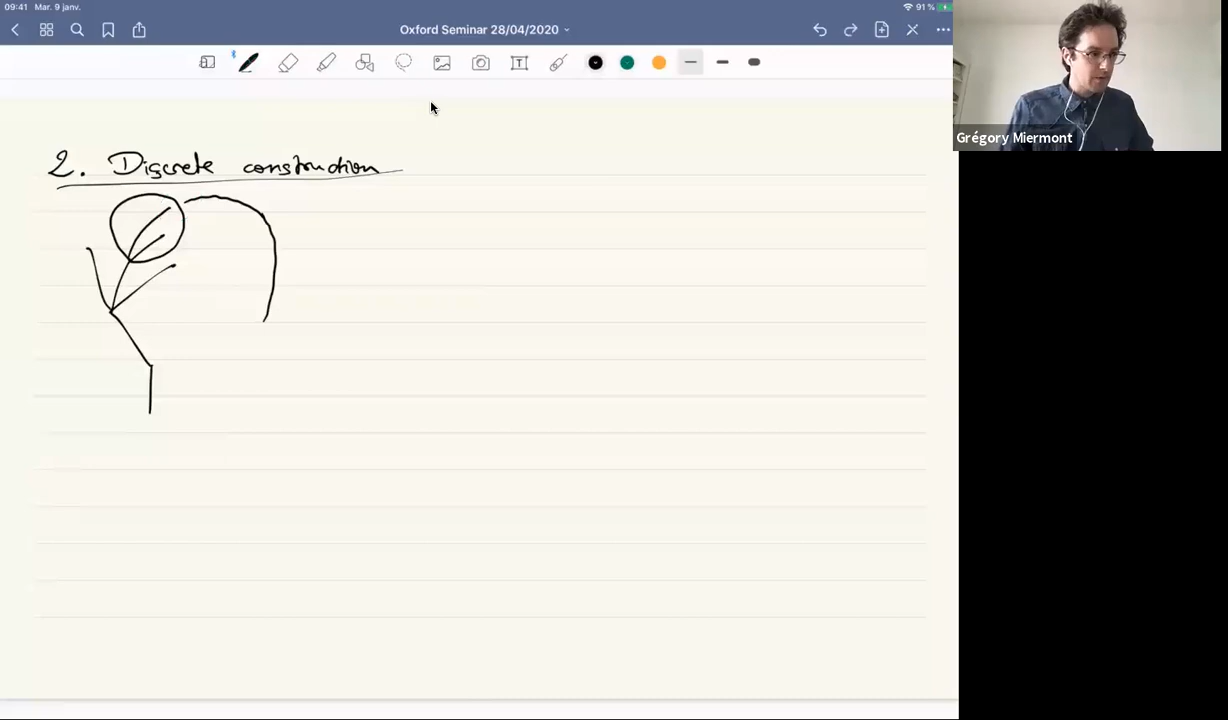 09:41 Mar. 9 janv.
91 %
Oxford Seminar 28/04/2020
T
Grégory Miermont
2. Discrete construction